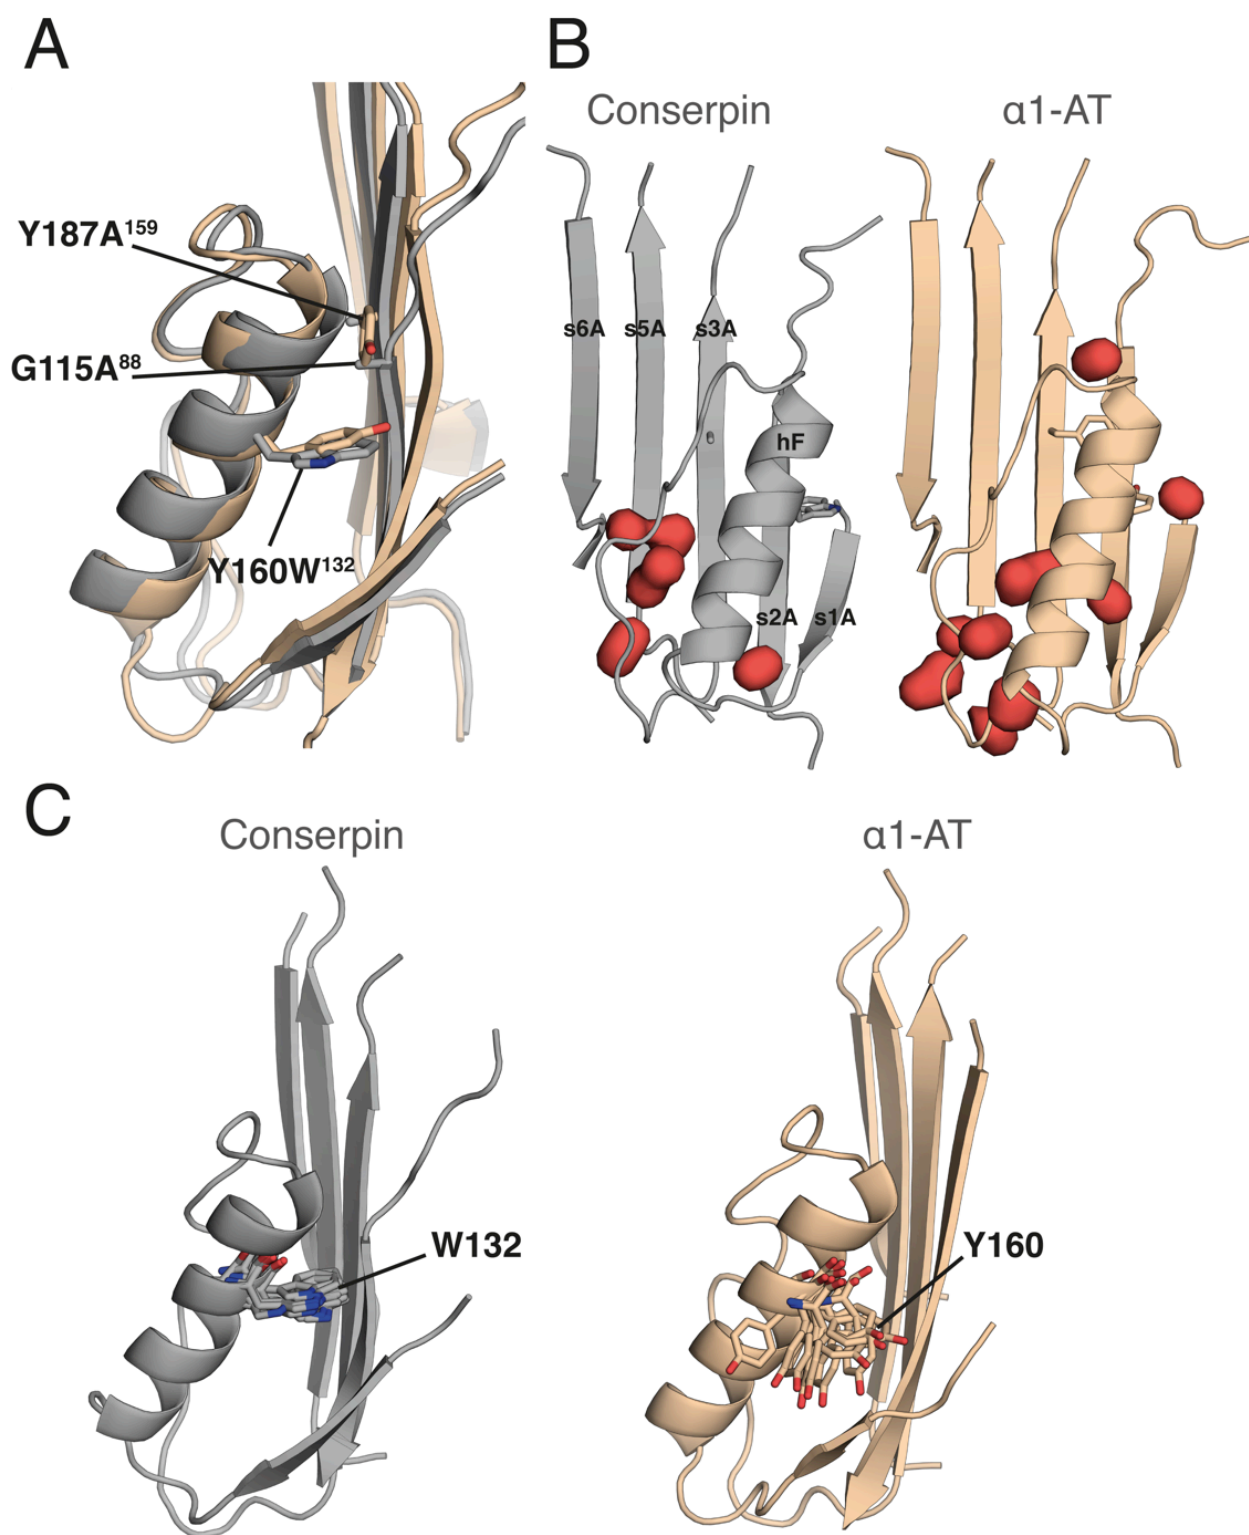 A
B
Conserpin
α1-AT
Y187A¹⁵⁹
G115A⁸⁸
Y160W¹³²
s6A
s5A
s3A
hF
s2A
s1A
C
Conserpin
α1-AT
W132
Y160